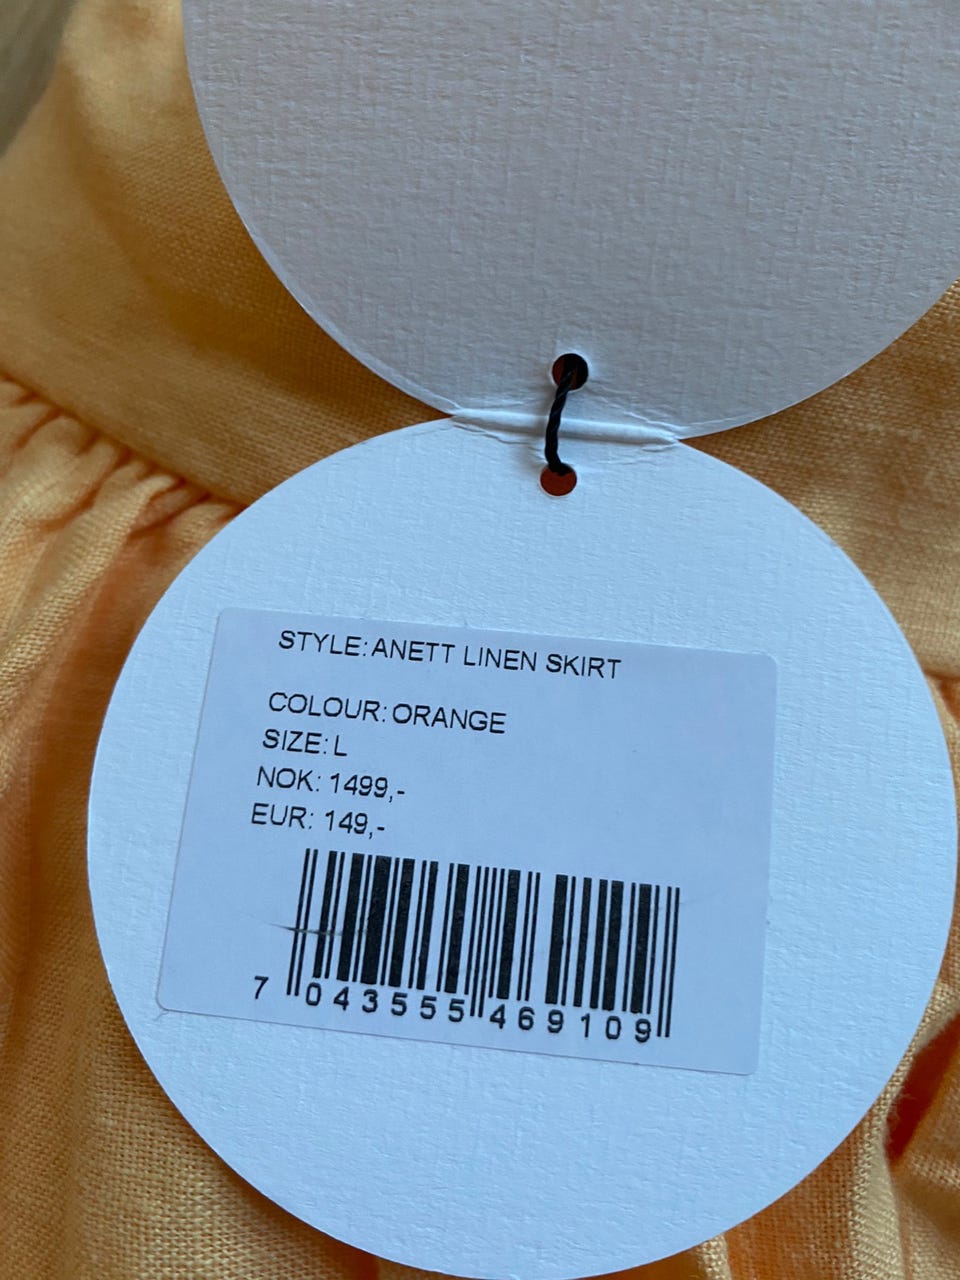 STYLE: ANETT LINEN SKIRT
COLOUR: ORANGE
SIZE: L
NOK: 1499,-
EUR: 149,-
7 043555 469109